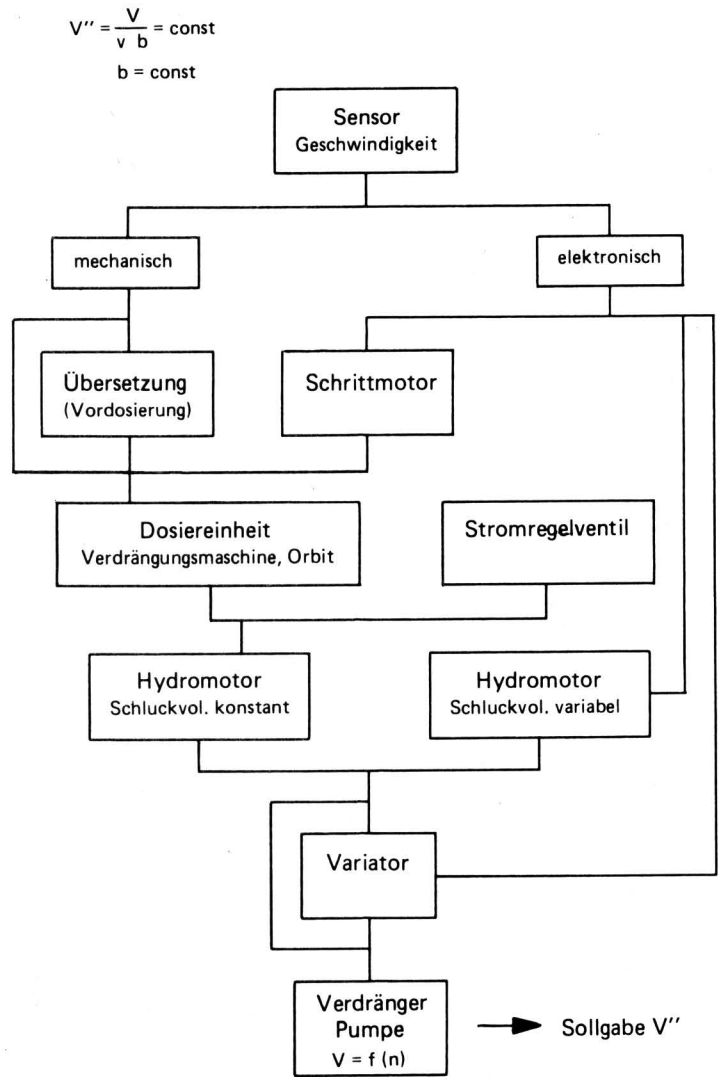 V'' = V / v b = const
b = const
Sensor
Geschwindigkeit
mechanisch
elektronisch
Übersetzung
(Vordosierung)
Schrittmotor
Dosiereinheit
Verdrängungsmaschine, Orbit
Stromregelventil
Hydromotor
Schluckvol. konstant
Hydromotor
Schluckvol. variabel
Variator
Verdränger
Pumpe
V = f (n)
Sollgabe V''